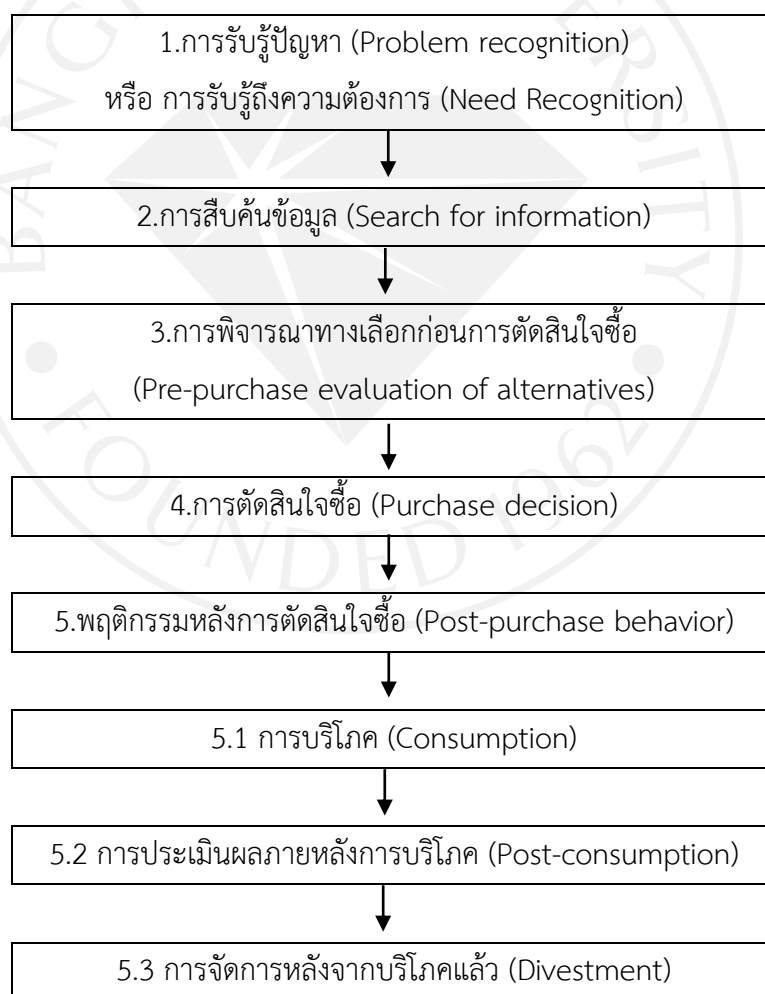 1.การรับรู้ปัญหา (Problem recognition)
หรือ การรับรู้ถึงความต้องการ (Need Recognition)
2.การสืบค้นข้อมูล (Search for information)
3.การพิจารณาทางเลือกก่อนการตัดสินใจซื้อ
(Pre-purchase evaluation of alternatives)
4.การตัดสินใจซื้อ (Purchase decision)
5.พฤติกรรมหลังการตัดสินใจซื้อ (Post-purchase behavior)
5.1 การบริโภค (Consumption)
5.2 การประเมินผลภายหลังการบริโภค (Post-consumption)
5.3 การจัดการหลังจากบริโภคแล้ว (Divestment)
FOUNDED 1962